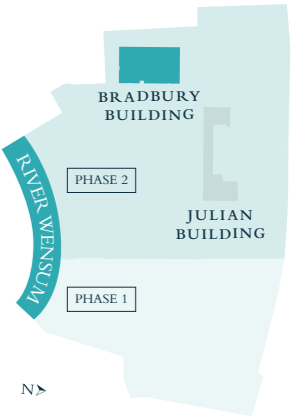 BRADBURY
BUILDING
RIVER WENSUM
PHASE 2
JULIAN
BUILDING
PHASE 1
N